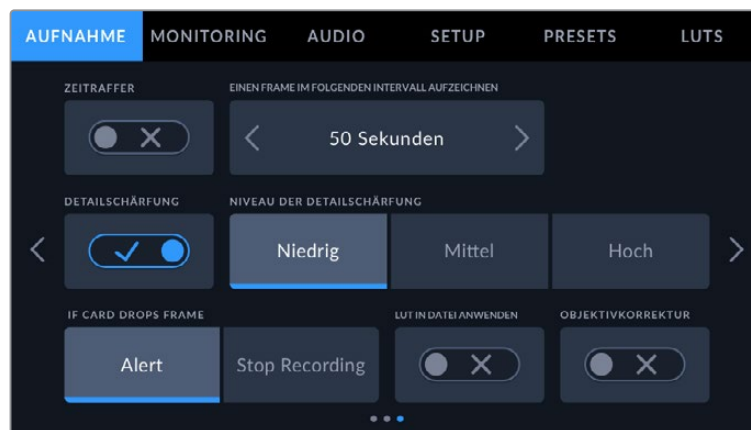 AUFNAHME MONITORING AUDIO SETUP PRESETS LUTS
ZEITRAFFER EINEN FRAME IM FOLGENDEN INTERVALL AUFZEICHNEN
50 Sekunden
DETAILSCHÄRFUNG NIVEAU DER DETAILSCHÄRFUNG
Niedrig Mittel Hoch
IF CARD DROPS FRAME LUT IN DATEI ANWENDEN OBJEKTIVKORREKTUR
Alert Stop Recording